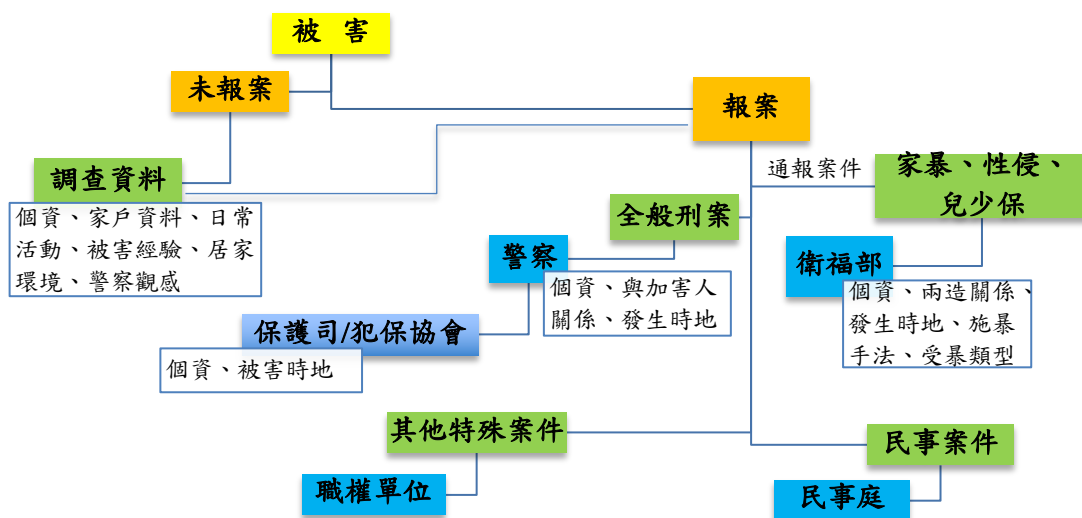 被 害
未報案
報案
通報案件
家暴、性侵、
兒少保
調查資料
個資、家戶資料、日常
活動、被害經驗、居家
環境、警察觀感
全般刑案
警察
個資、與加害人
關係、發生時地
衛福部
個資、兩造關係、
發生時地、施暴
手法、受暴類型
保護司/犯保協會
個資、被害時地
其他特殊案件
職權單位
民事案件
民事庭